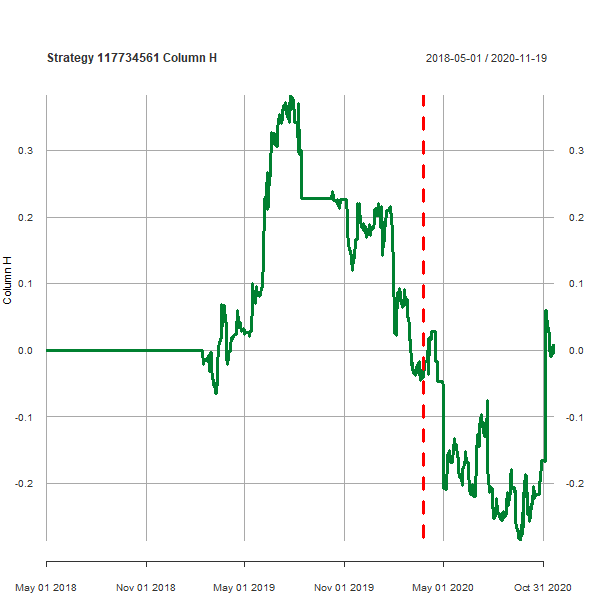 Strategy 117734561 Column H
2018-05-01 / 2020-11-19
Column H
0.3
0.2
0.1
0.0
-0.1
-0.2
0.3
0.2
0.1
0.0
-0.1
-0.2
May 01 2018
Nov 01 2018
May 01 2019
Nov 01 2019
May 01 2020
Oct 31 2020